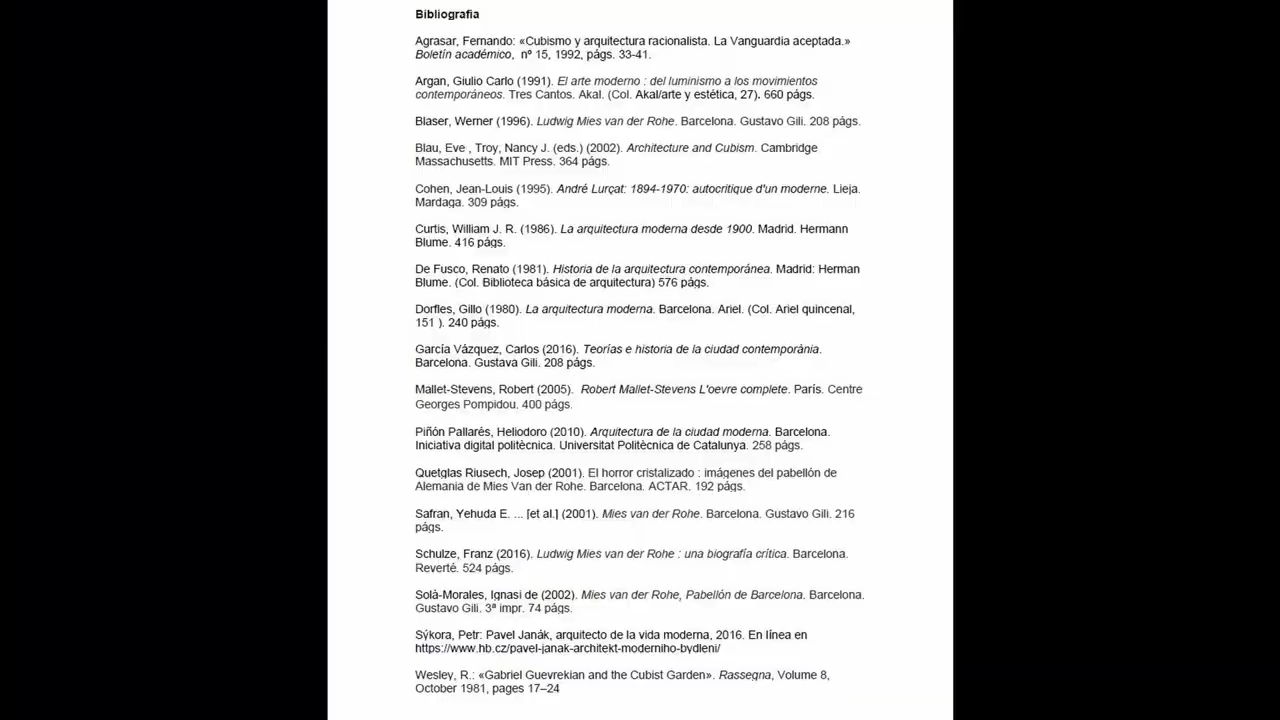 Bibliografia
Agrasar, Fernando: «Cubismo y arquitectura racionalista. La Vanguardia aceptada.»
Boletín académico, nº 15, 1992, págs. 33-41.
Argan, Giulio Carlo (1991). El arte moderno : del luminismo a los movimientos
contemporáneos. Tres Cantos. Akal. (Col. Akal/arte y estética, 27). 660 págs.
Blaser, Werner (1996). Ludwig Mies van der Rohe. Barcelona. Gustavo Gili. 208 págs.
Blau, Eve , Troy, Nancy J. (eds.) (2002). Architecture and Cubism. Cambridge
Massachusetts. MIT Press. 364 págs.
Cohen, Jean-Louis (1995). André Lurçat: 1894-1970: autocritique d'un moderne. Lieja.
Mardaga. 309 págs.
Curtis, William J. R. (1986). La arquitectura moderna desde 1900. Madrid. Hermann
Blume. 416 págs.
De Fusco, Renato (1981). Historia de la arquitectura contemporánea. Madrid: Herman
Blume. (Col. Biblioteca básica de arquitectura) 576 págs.
Dorfles, Gillo (1980). La arquitectura moderna. Barcelona. Ariel. (Col. Ariel quincenal,
151 ). 240 págs.
García Vázquez, Carlos (2016). Teorías e historia de la ciudad contemporània.
Barcelona. Gustava Gili. 208 págs.
Mallet-Stevens, Robert (2005). Robert Mallet-Stevens L'oevre complete. París. Centre
Georges Pompidou. 400 págs.
Piñón Pallarés, Heliodoro (2010). Arquitectura de la ciudad moderna. Barcelona.
Iniciativa digital politècnica. Universitat Politècnica de Catalunya. 258 págs.
Quetglas Riusech, Josep (2001). El horror cristalizado : imágenes del pabellón de
Alemania de Mies Van der Rohe. Barcelona. ACTAR. 192 págs.
Safran, Yehuda E. ... [et al.] (2001). Mies van der Rohe. Barcelona. Gustavo Gili. 216
págs.
Schulze, Franz (2016). Ludwig Mies van der Rohe : una biografía crítica. Barcelona.
Reverté. 524 págs.
Solà-Morales, Ignasi de (2002). Mies van der Rohe, Pabellón de Barcelona. Barcelona.
Gustavo Gili. 3ª impr. 74 págs.
Sýkora, Petr: Pavel Janák, arquitecto de la vida moderna, 2016. En línea en
https://www.hb.cz/pavel-janak-architekt-moderniho-bydleni/
Wesley, R.: «Gabriel Guevrekian and the Cubist Garden». Rassegna, Volume 8,
October 1981, pages 17–24